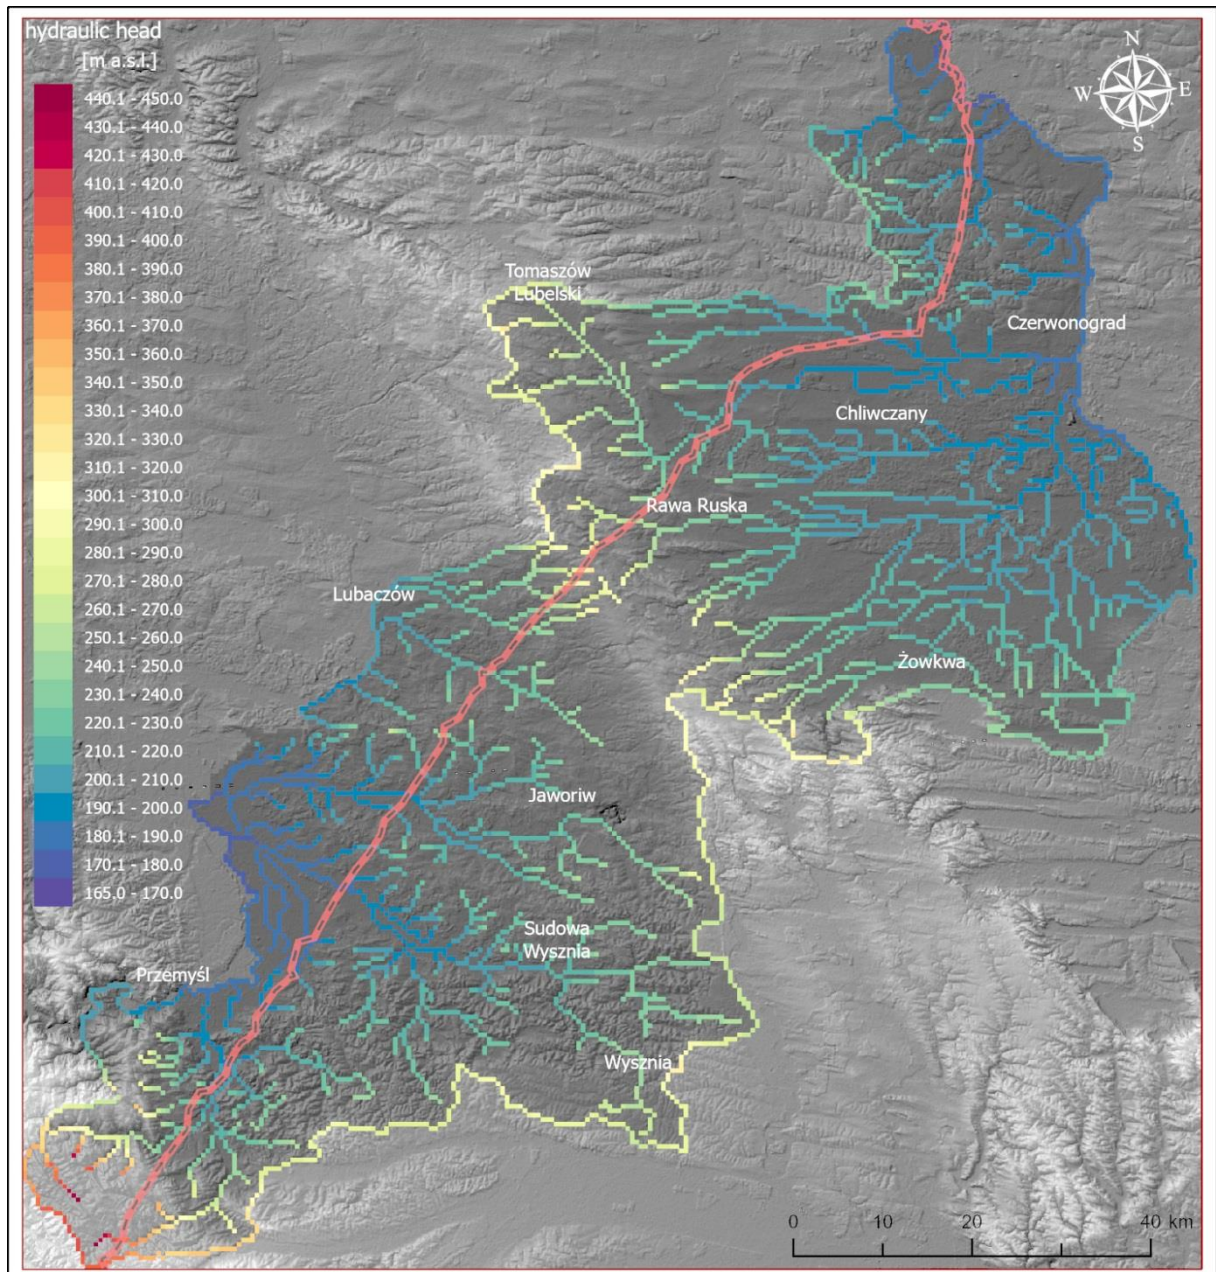 hydraulic head
[m a.s.l.]
440.1 - 450.0
430.1 - 440.0
420.1 - 430.0
410.1 - 420.0
400.1 - 410.0
390.1 - 400.0
380.1 - 390.0
370.1 - 380.0
360.1 - 370.0
350.1 - 360.0
340.1 - 350.0
330.1 - 340.0
320.1 - 330.0
310.1 - 320.0
300.1 - 310.0
290.1 - 300.0
280.1 - 290.0
270.1 - 280.0
260.1 - 270.0
250.1 - 260.0
240.1 - 250.0
230.1 - 240.0
220.1 - 230.0
210.1 - 220.0
200.1 - 210.0
190.1 - 200.0
180.1 - 190.0
170.1 - 180.0
165.0 - 170.0
N
W E
S
Tomaszów
Lubelski
Czerwonograd
Chliwczany
Rawa Ruska
Lubaczów
Żowkwa
Jaworiw
Sudowa
Wysznia
Przemyśl
Wysznia
0 10 20 40 km